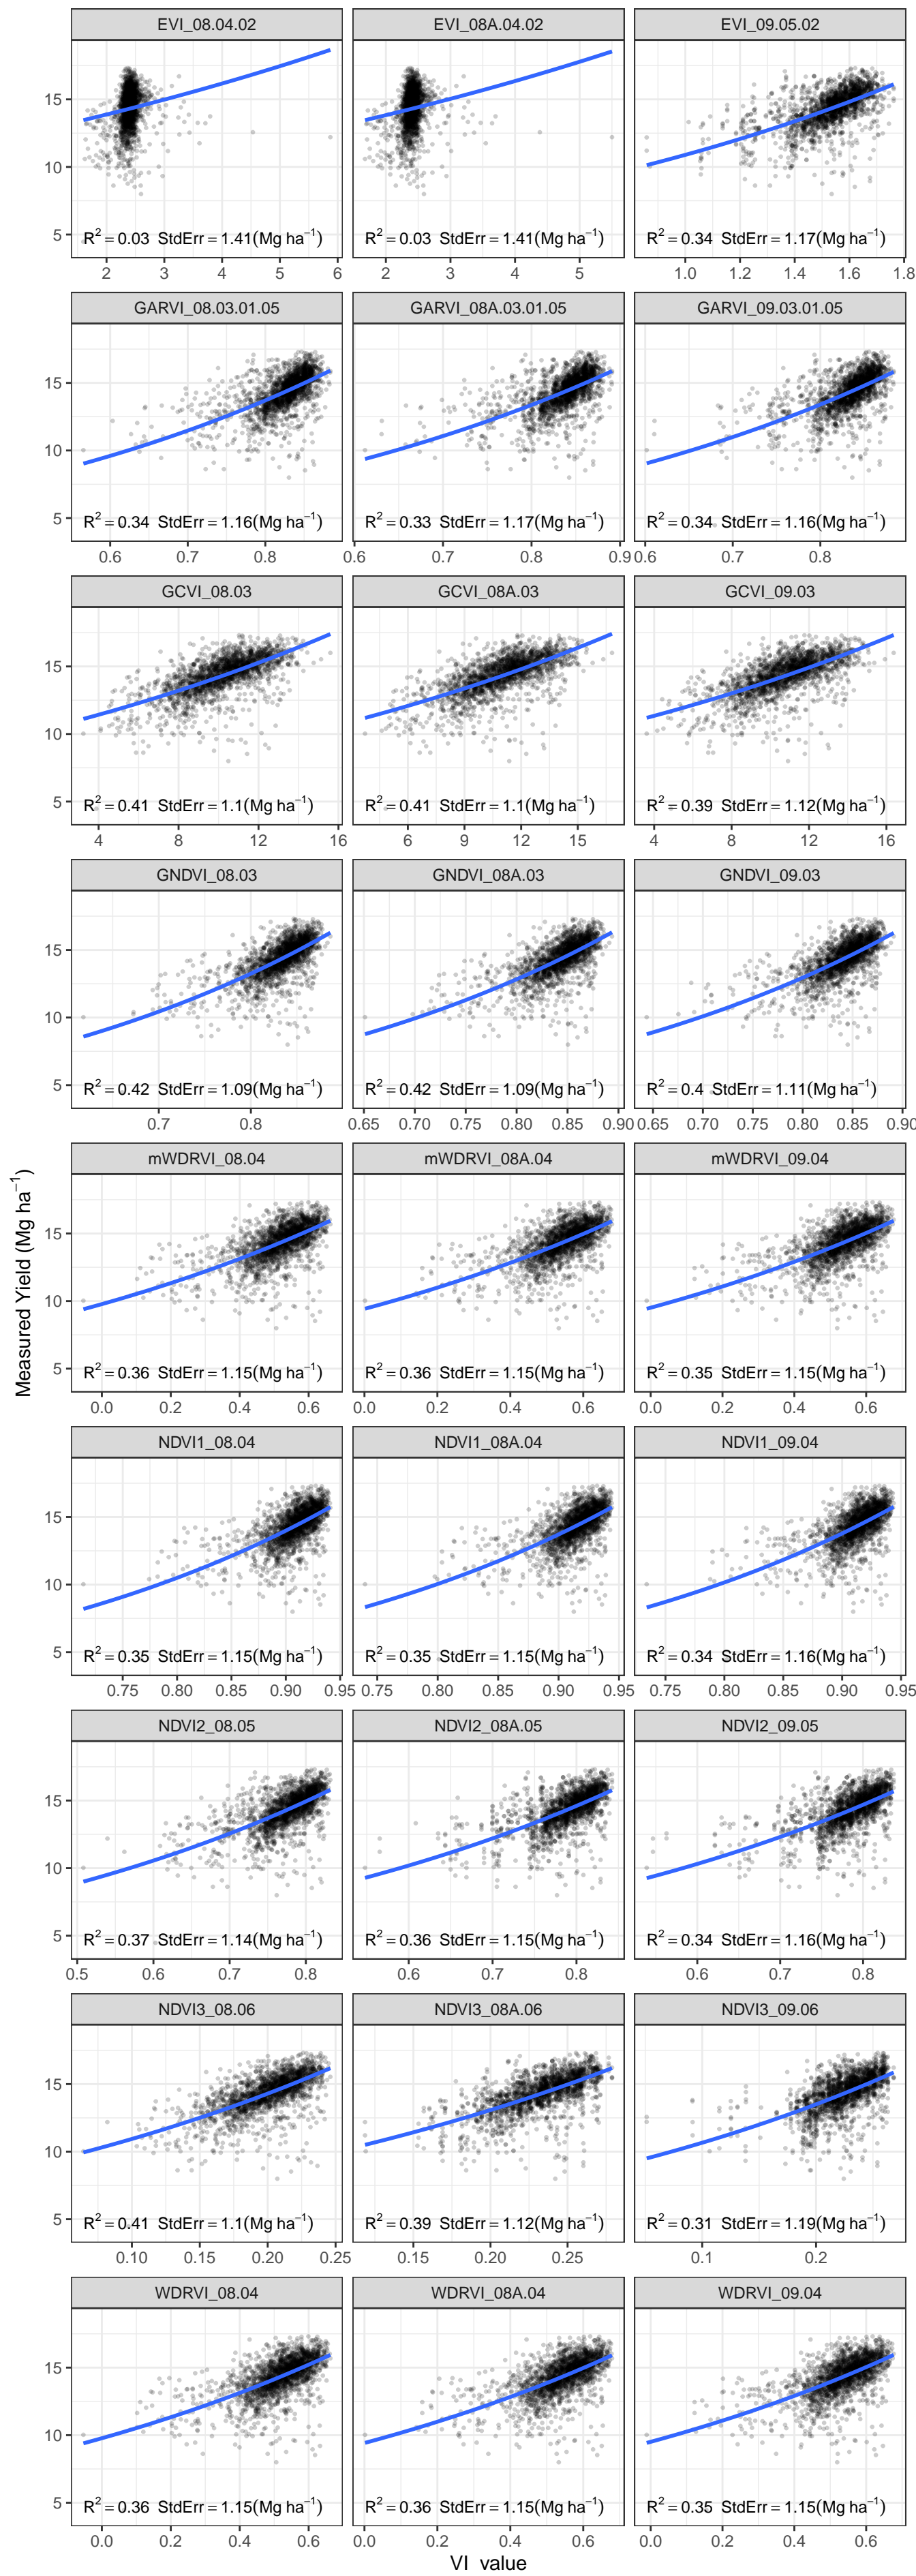 EVI_08.04.02 EVI_08A.04.02 EVI_09.05.02
15
10
5
R² = 0.03 StdErr = 1.41(Mg ha⁻¹) R² = 0.03 StdErr = 1.41(Mg ha⁻¹) R² = 0.34 StdErr = 1.17(Mg ha⁻¹)
2 3 4 5 6 2 3 4 5 1.0 1.2 1.4 1.6 1.8
GARVI_08.03.01.05 GARVI_08A.03.01.05 GARVI_09.03.01.05
15
10
5
R² = 0.34 StdErr = 1.16(Mg ha⁻¹) R² = 0.33 StdErr = 1.17(Mg ha⁻¹) R² = 0.34 StdErr = 1.16(Mg ha⁻¹)
0.6 0.7 0.8 0.6 0.7 0.8 0.9 0.6 0.7 0.8
GCVI_08.03 GCVI_08A.03 GCVI_09.03
15
10
5
R² = 0.41 StdErr = 1.1(Mg ha⁻¹) R² = 0.41 StdErr = 1.1(Mg ha⁻¹) R² = 0.39 StdErr = 1.12(Mg ha⁻¹)
4 8 12 16 6 9 12 15 4 8 12 16
GNDVI_08.03 GNDVI_08A.03 GNDVI_09.03
15
10
5
R² = 0.42 StdErr = 1.09(Mg ha⁻¹) R² = 0.42 StdErr = 1.09(Mg ha⁻¹) R² = 0.4 StdErr = 1.11(Mg ha⁻¹)
0.7 0.8 0.65 0.70 0.75 0.80 0.85 0.90 0.65 0.70 0.75 0.80 0.85 0.90
Measured Yield (Mg ha⁻¹)
mWDRVI_08.04 mWDRVI_08A.04 mWDRVI_09.04
15
10
5
R² = 0.36 StdErr = 1.15(Mg ha⁻¹) R² = 0.36 StdErr = 1.15(Mg ha⁻¹) R² = 0.35 StdErr = 1.15(Mg ha⁻¹)
0.0 0.2 0.4 0.6 0.0 0.2 0.4 0.6 0.0 0.2 0.4 0.6
NDVI1_08.04 NDVI1_08A.04 NDVI1_09.04
15
10
5
R² = 0.35 StdErr = 1.15(Mg ha⁻¹) R² = 0.35 StdErr = 1.15(Mg ha⁻¹) R² = 0.34 StdErr = 1.16(Mg ha⁻¹)
0.75 0.80 0.85 0.90 0.95 0.75 0.80 0.85 0.90 0.95 0.75 0.80 0.85 0.90 0.95
NDVI2_08.05 NDVI2_08A.05 NDVI2_09.05
15
10
5
R² = 0.37 StdErr = 1.14(Mg ha⁻¹) R² = 0.36 StdErr = 1.15(Mg ha⁻¹) R² = 0.34 StdErr = 1.16(Mg ha⁻¹)
0.5 0.6 0.7 0.8 0.6 0.7 0.8 0.6 0.7 0.8
NDVI3_08.06 NDVI3_08A.06 NDVI3_09.06
15
10
5
R² = 0.41 StdErr = 1.1(Mg ha⁻¹) R² = 0.39 StdErr = 1.12(Mg ha⁻¹) R² = 0.31 StdErr = 1.19(Mg ha⁻¹)
0.10 0.15 0.20 0.25 0.15 0.20 0.25 0.1 0.2
WDRVI_08.04 WDRVI_08A.04 WDRVI_09.04
15
10
5
R² = 0.36 StdErr = 1.15(Mg ha⁻¹) R² = 0.36 StdErr = 1.15(Mg ha⁻¹) R² = 0.35 StdErr = 1.15(Mg ha⁻¹)
0.0 0.2 0.4 0.6 0.0 0.2 0.4 0.6 0.0 0.2 0.4 0.6
VI value